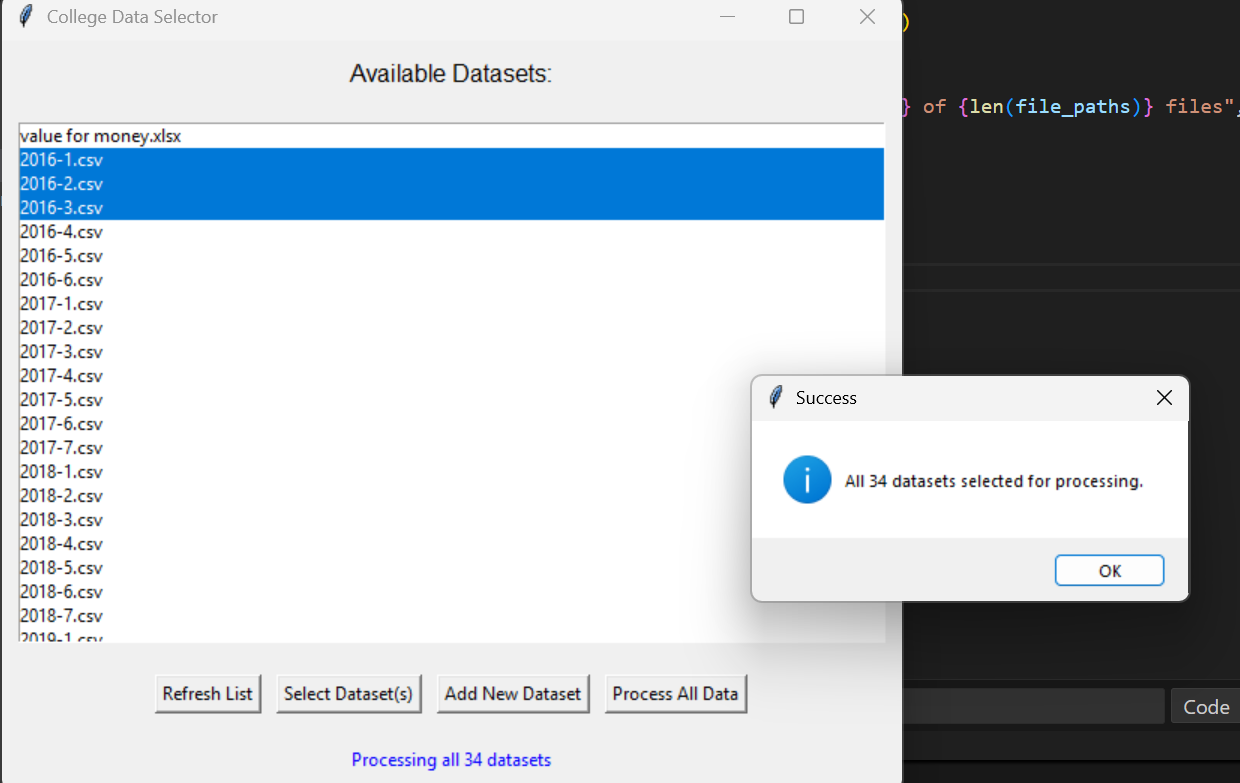 College Data Selector
)
Available Datasets:
} of {len(file_paths)} files",
value for money.xlsx
2016-1.csv
2016-2.csv
2016-3.csv
2016-4.csv
2016-5.csv
2016-6.csv
2017-1.csv
2017-2.csv
2017-3.csv
2017-4.csv
2017-5.csv
2017-6.csv
2017-7.csv
2018-1.csv
2018-2.csv
2018-3.csv
2018-4.csv
2018-5.csv
2018-6.csv
2018-7.csv
2019-1.csv
Success
All 34 datasets selected for processing.
OK
Refresh List
Select Dataset(s)
Add New Dataset
Process All Data
Code
Processing all 34 datasets